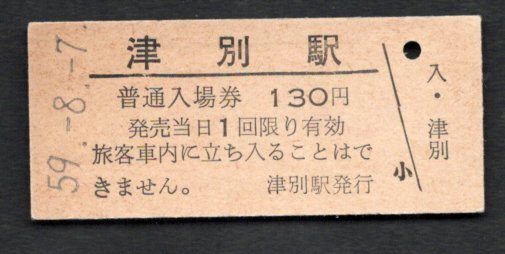 津別駅
普通入場券 130円
発売当日1回限り有効
旅客車内に立ち入ることはで
きません。 津別駅発行
59.-8.-7
小
入・津別